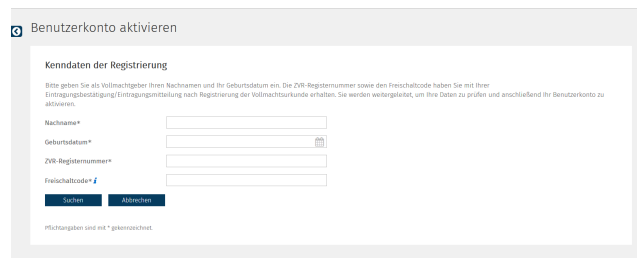 Benutzerkonto aktivieren
Kenndaten der Registrierung
Bitte geben Sie als Vollmachtgeber Ihren Nachnamen und Ihr Geburtsdatum ein. Die ZVR-Registernummer sowie den Freischaltcode haben Sie mit Ihrer
Eintragungsbestätigung/Eintragungsmitteilung nach Registrierung der Vollmachtsurkunde erhalten. Sie werden weitergeleitet, um Ihre Daten zu prüfen und anschließend Ihr Benutzerkonto zu
aktivieren.
Nachname*
Geburtsdatum*
ZVR-Registernummer*
Freischaltcode* i
Suchen Abbrechen
Pflichtangaben sind mit * gekennzeichnet.